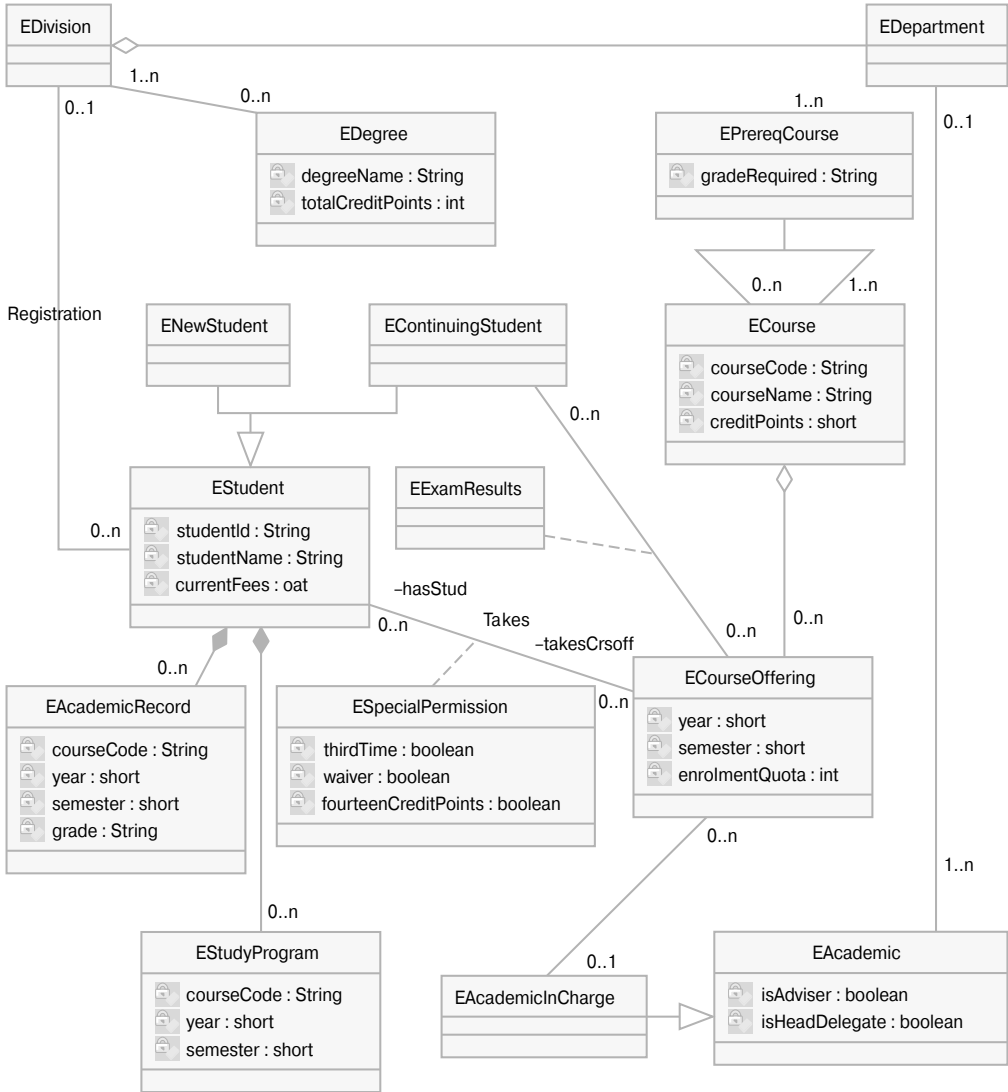 EDivision
EDepartment
1..n
0..n
0..1
1..n
0..1
EDegree
degreeName : String
totalCreditPoints : int
EPrereqCourse
gradeRequired : String
0..n
1..n
Registration
ENewStudent
EContinuingStudent
ECourse
courseCode : String
courseName : String
creditPoints : short
0..n
EStudent
studentId : String
studentName : String
currentFees : oat
EExamResults
0..n
–hasStud
0..n
Takes
–takesCrsoff
0..n
0..n
0..n
0..n
EAcademicRecord
courseCode : String
year : short
semester : short
grade : String
ESpecialPermission
thirdTime : boolean
waiver : boolean
fourteenCreditPoints : boolean
ECourseOffering
year : short
semester : short
enrolmentQuota : int
0..n
1..n
0..n
EStudyProgram
courseCode : String
year : short
semester : short
0..1
EAcademicInCharge
EAcademic
isAdviser : boolean
isHeadDelegate : boolean